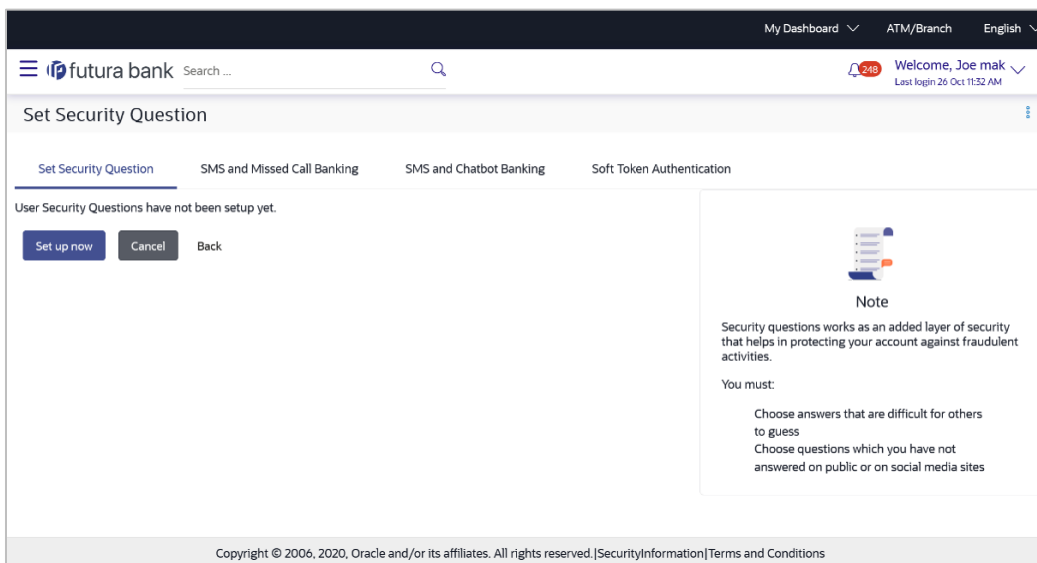 My Dashboard ATM/Branch English
futura bank Search ... 248 Welcome, Joe mak
Last login 26 Oct 11:32 AM
Set Security Question
Set Security Question SMS and Missed Call Banking SMS and Chatbot Banking Soft Token Authentication
User Security Questions have not been setup yet.
Set up now Cancel Back
Note
Security questions works as an added layer of security
that helps in protecting your account against fraudulent
activities.
You must:
Choose answers that are difficult for others
to guess
Choose questions which you have not
answered on public or on social media sites
Copyright © 2006, 2020, Oracle and/or its affiliates. All rights reserved.|SecurityInformation|Terms and Conditions